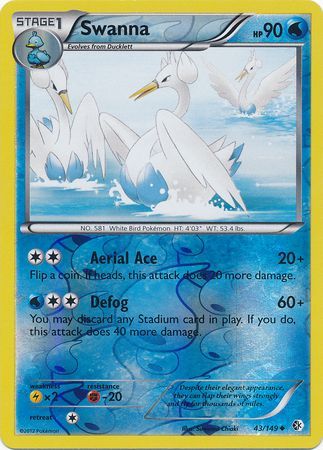 STAGE1
Swanna
HP 90
Evolves from Ducklett
NO. 581 White Bird Pokémon HT: 4'03" WT: 53.4 lbs.
Aerial Ace 20+
Flip a coin. If heads, this attack does 20 more damage.
Defog 60+
You may discard any Stadium card in play. If you do,
this attack does 40 more damage.
weakness
resistance
×2
-20
retreat
Despite their elegant appearance,
they can flap their wings strongly
and fly for thousands of miles.
©2012 Pokémon
Illus.
Chiaki
43/149